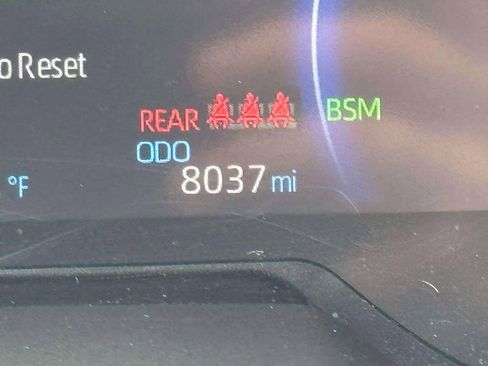 o Reset
REAR BSM
ODO
8037 mi
°F